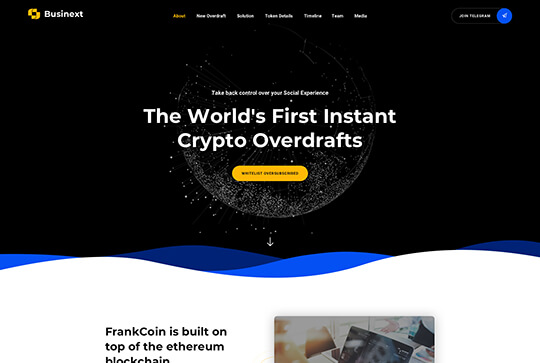 Businext
About New Overdraft Solution Token Details Timeline Team Media
JOIN TELEGRAM
Take back control over your Social Experience
The World's First Instant
Crypto Overdrafts
WHITELIST OVERSUBSCRIBED
FrankCoin is built on
top of the ethereum
blockchain